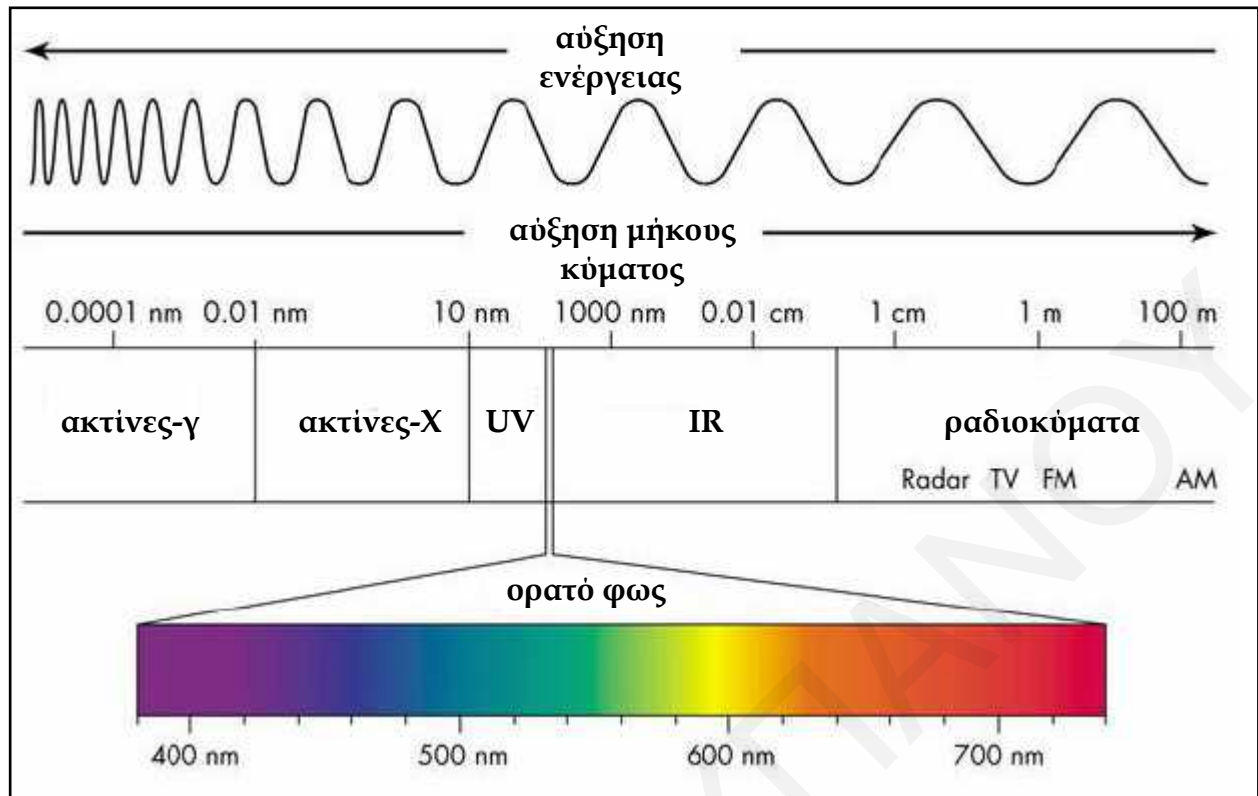 αύξηση
ενέργειας
αύξηση μήκους
κύματος
0.0001 nm 0.01 nm 10 nm 1000 nm 0.01 cm 1 cm 1 m 100 m
ακτίνες-γ ακτίνες-Χ UV IR ραδιοκύματα
Radar TV FM AM
ορατό φως
400 nm 500 nm 600 nm 700 nm